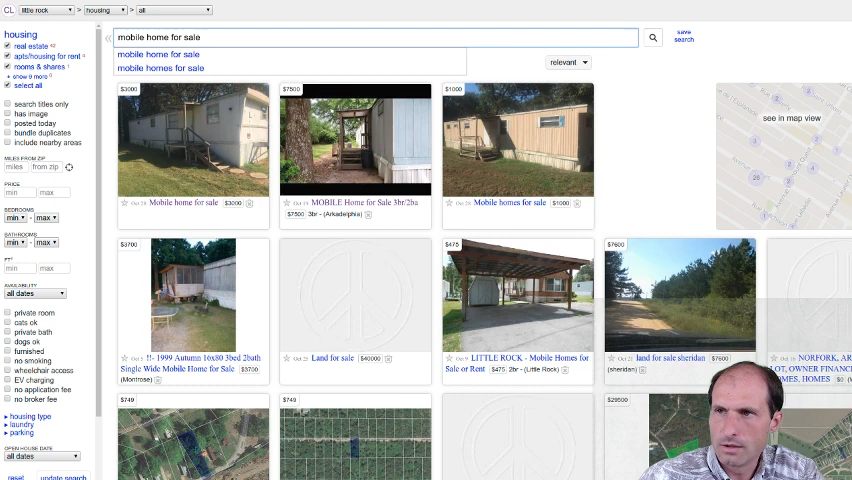 CL little rock > housing > all
housing
real estate 42
apts/housing for rent 0
rooms & shares 1
+ show 9 more 0
select all
search titles only
has image
posted today
bundle duplicates
include nearby areas
MILES FROM ZIP
miles from zip
PRICE
min max
BEDROOMS
min - max
BATHROOMS
min - max
FT²
min max
AVAILABILITY
all dates
private room
cats ok
private bath
dogs ok
furnished
no smoking
wheelchair access
EV charging
no application fee
no broker fee
housing type
laundry
parking
OPEN HOUSE DATE
all dates
reset update search
mobile home for sale
save
search
mobile home for sale
mobile homes for sale
relevant
$3000
Mobile home for sale $3000
$7500
MOBILE Home for Sale 3br/2ba
$7500 3br - (Arkadelphia)
$1000
Mobile homes for sale $1000
see in map view
$3700
!!- 1999 Autumn 16x80 3bed 2bath
Single Wide Mobile Home for Sale $3700
(Montrose)
Land for sale $40000
$475
LITTLE ROCK - Mobile Homes for
Sale or Rent $475 2br - (Little Rock)
$7600
land for sale sheridan $7600
(sheridan)
NORFORK, AR
LOT, OWNER FINANC
$749
$749
$29500